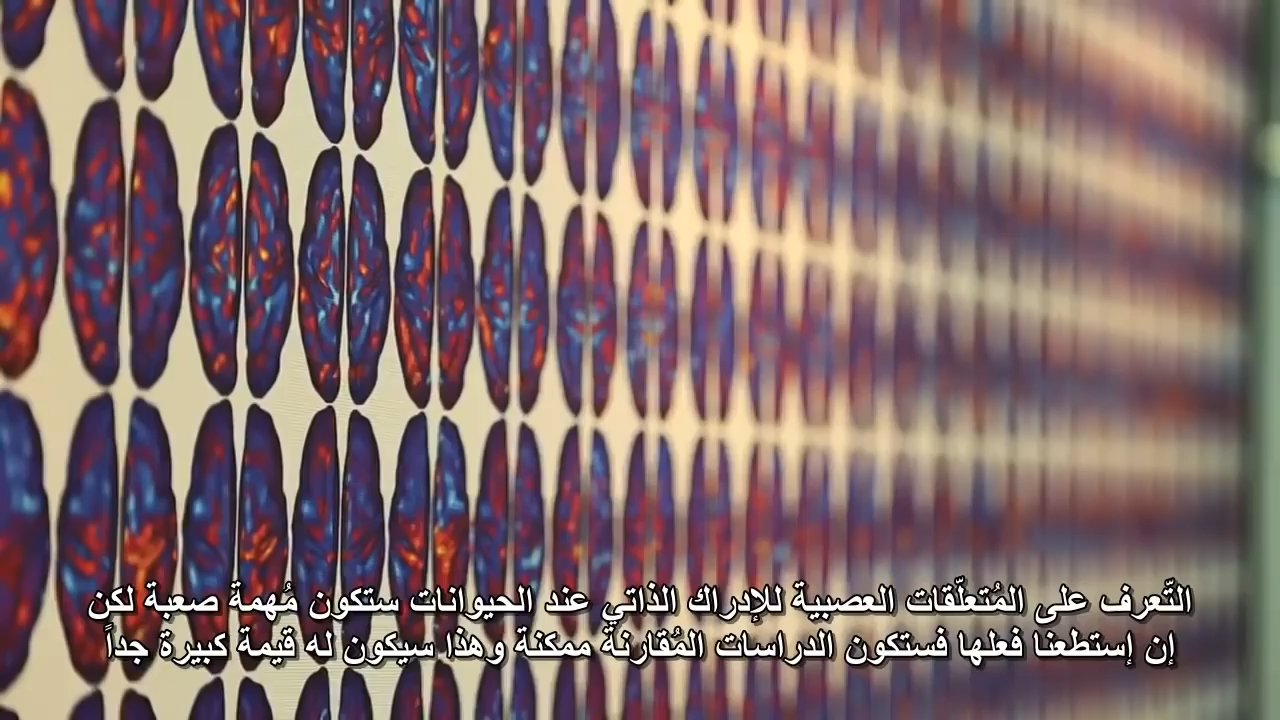 التّعرف على المُتعلّقات العصبية للإدراك الذاتي عند الحيوانات ستكون مُهمة صعبة لكن
إن إستطعنا فعلها فستكون الدراسات المُقارنة ممكنة وهذا سيكون له قيمة كبيرة جداً